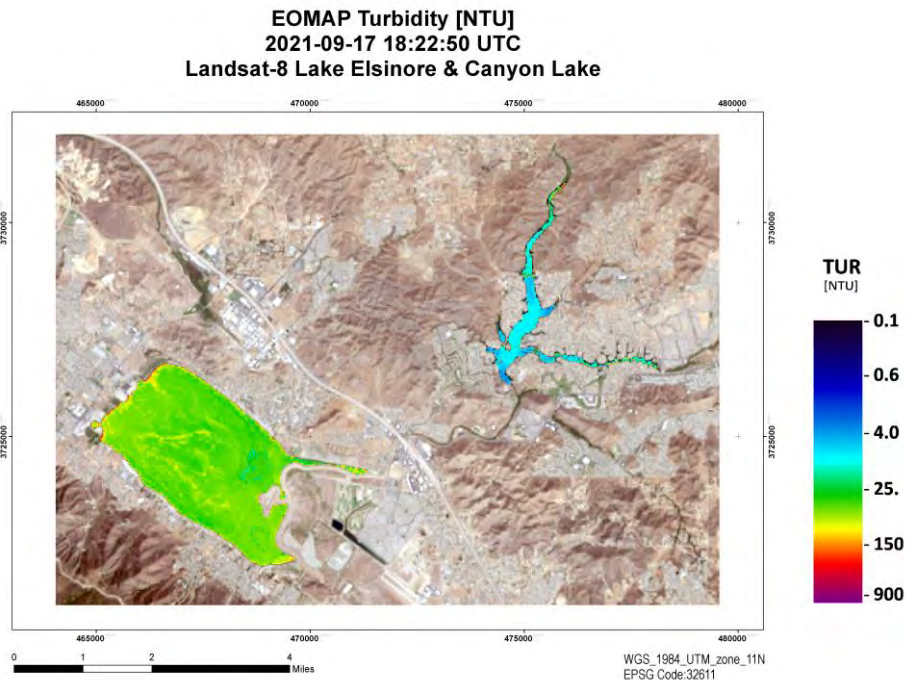 EOMAP Turbidity [NTU]
2021-09-17 18:22:50 UTC
Landsat-8 Lake Elsinore & Canyon Lake
465000
470000
475000
480000
3730000
3730000
3725000
3725000
TUR
[NTU]
0.1
0.6
4.0
25.
150
900
465000
470000
475000
480000
0
1
2
4
Miles
WGS_1984_UTM_zone_11N
EPSG Code:32611